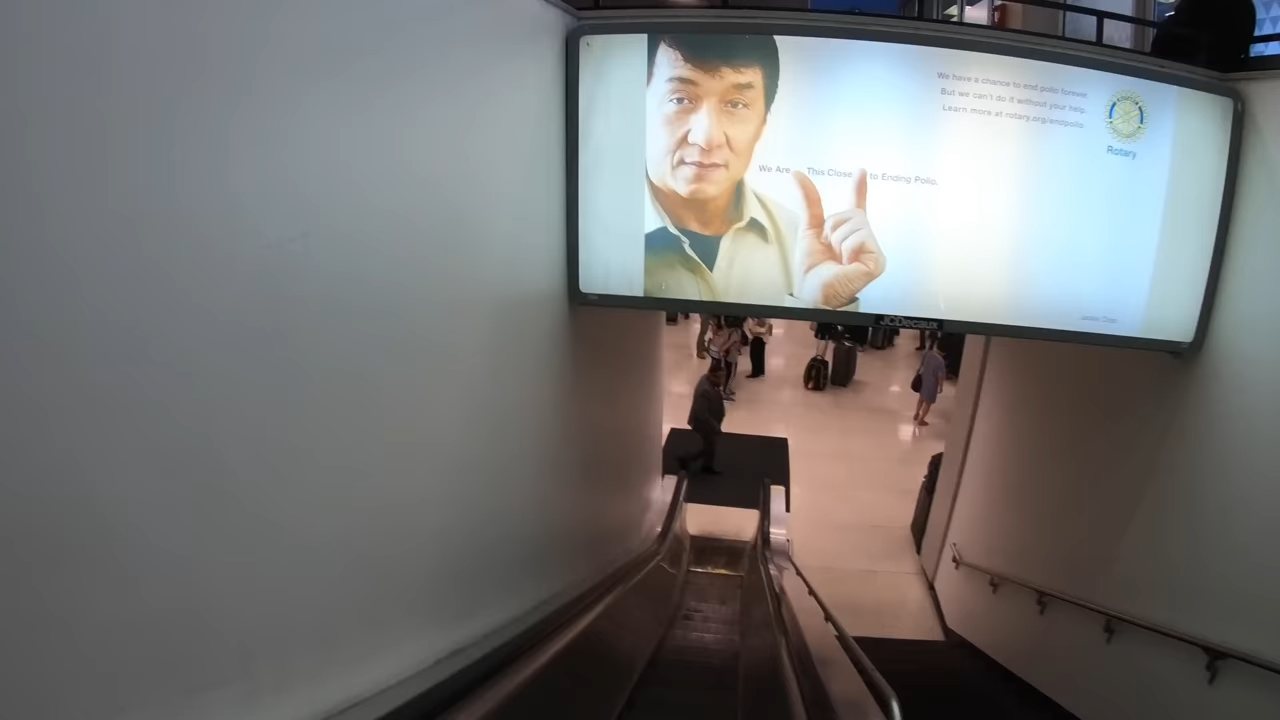 We have a chance to end polio forever.
But we can't do it without your help.
Learn more at rotary.org/endpolio
Rotary
We Are This Close to Ending Polio.
JCDecaux